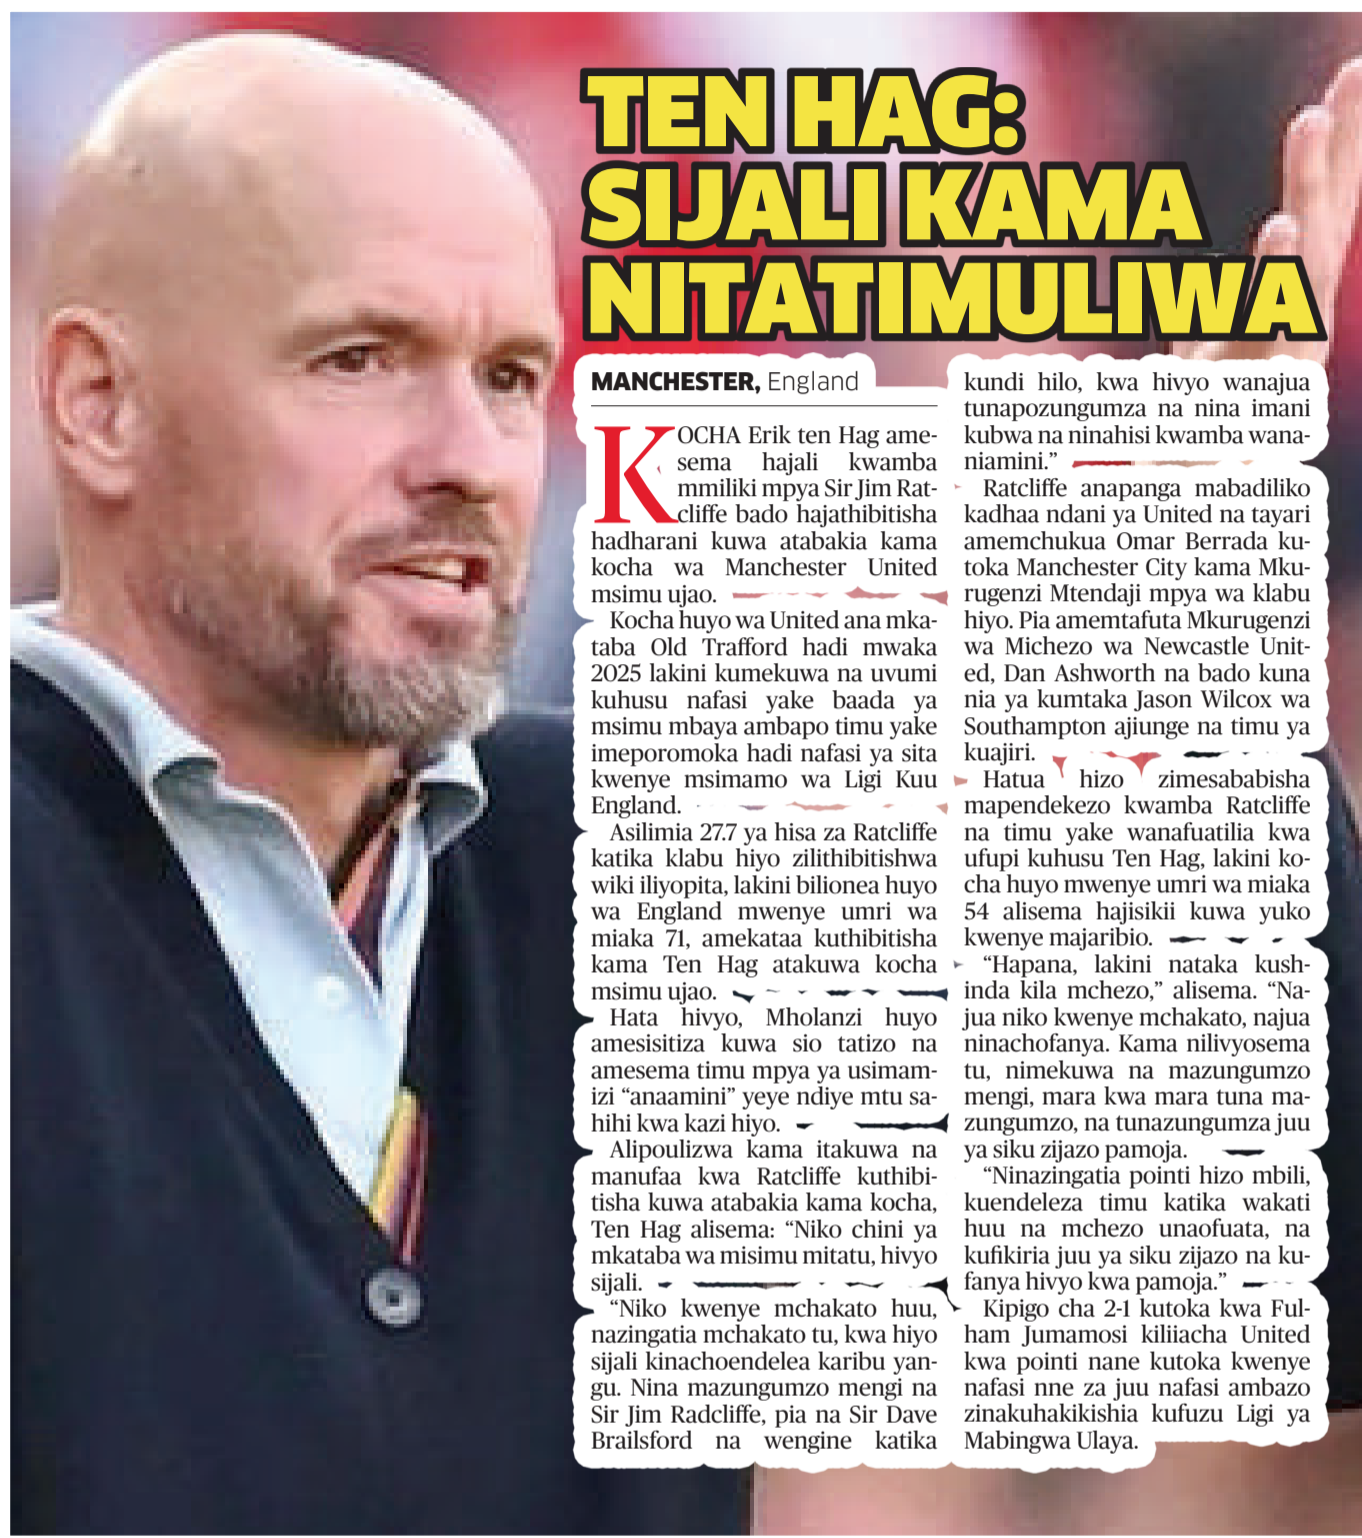 TEN HAG:
SIJALI KAMA
NITATIMULIWA
MANCHESTER, England
KOCHA Erik ten Hag ame-
sema hajali kwamba
mmiliki mpya Sir Jim Rat-
cliffe bado hajathibitisha
hadharani kuwa atabakia kama
kocha wa Manchester United
msimu ujao.
Kocha huyo wa United ana mka-
taba Old Trafford hadi mwaka
2025 lakini kumekuwa na uvumi
kuhusu nafasi yake baada ya
msimu mbaya ambapo timu yake
imeporomoka hadi nafasi ya sita
kwenye msimamo wa Ligi Kuu
England.
Asilimia 27.7 ya hisa za Ratcliffe
katika klabu hiyo zilithibitishwa
wiki iliyopita, lakini bilionea huyo
wa England mwenye umri wa
miaka 71, amekataa kuthibitisha
kama Ten Hag atakuwa kocha
msimu ujao.
Hata hivyo, Mholanzi huyo
amesisitiza kuwa sio tatizo na
amesema timu mpya ya usimam-
izi “anaamini” yeye ndiye mtu sa-
hihi kwa kazi hiyo.
Alipoulizwa kama itakuwa na
manufaa kwa Ratcliffe kuthibi-
tisha kuwa atabakia kama kocha,
Ten Hag alisema: “Niko chini ya
mkataba wa misimu mitatu, hivyo
sijali.
“Niko kwenye mchakato huu,
nazingatia mchakato tu, kwa hiyo
sijali kinachoendelea karibu yan-
gu. Nina mazungumzo mengi na
Sir Jim Radcliffe, pia na Sir Dave
Brailsford na wengine katika
kundi hilo, kwa hivyo wanajua
tunapozungumza na nina imani
kubwa na ninahisi kwamba wana-
niamini.”
Ratcliffe anapanga mabadiliko
kadhaa ndani ya United na tayari
amemchukua Omar Berrada ku-
toka Manchester City kama Mku-
rugenzi Mtendaji mpya wa klabu
hiyo. Pia amemtafuta Mkurugenzi
wa Michezo wa Newcastle Unit-
ed, Dan Ashworth na bado kuna
nia ya kumtaka Jason Wilcox wa
Southampton ajiunge na timu ya
kuajiri.
Hatua hizo zimesababisha
mapendekezo kwamba Ratcliffe
na timu yake wanafuatilia kwa
ufupi kuhusu Ten Hag, lakini ko-
cha huyo mwenye umri wa miaka
54 alisema hajisikii kuwa yuko
kwenye majaribio.
“Hapana, lakini nataka kush-
inda kila mchezo,” alisema. “Na-
jua niko kwenye mchakato, najua
ninachofanya. Kama nilivyosema
tu, nimekuwa na mazungumzo
mengi, mara kwa mara tuna ma-
zungumzo, na tunazungumza juu
ya siku zijazo pamoja.
“Ninazingatia pointi hizo mbili,
kuendeleza timu katika wakati
huu na mchezo unaofuata, na
kufikiria juu ya siku zijazo na ku-
fanya hivyo kwa pamoja.”
Kipigo cha 2-1 kutoka kwa Ful-
ham Jumamosi kiliiacha United
kwa pointi nane kutoka kwenye
nafasi nne za juu nafasi ambazo
zinakuhakikishia kufuzu Ligi ya
Mabingwa Ulaya.